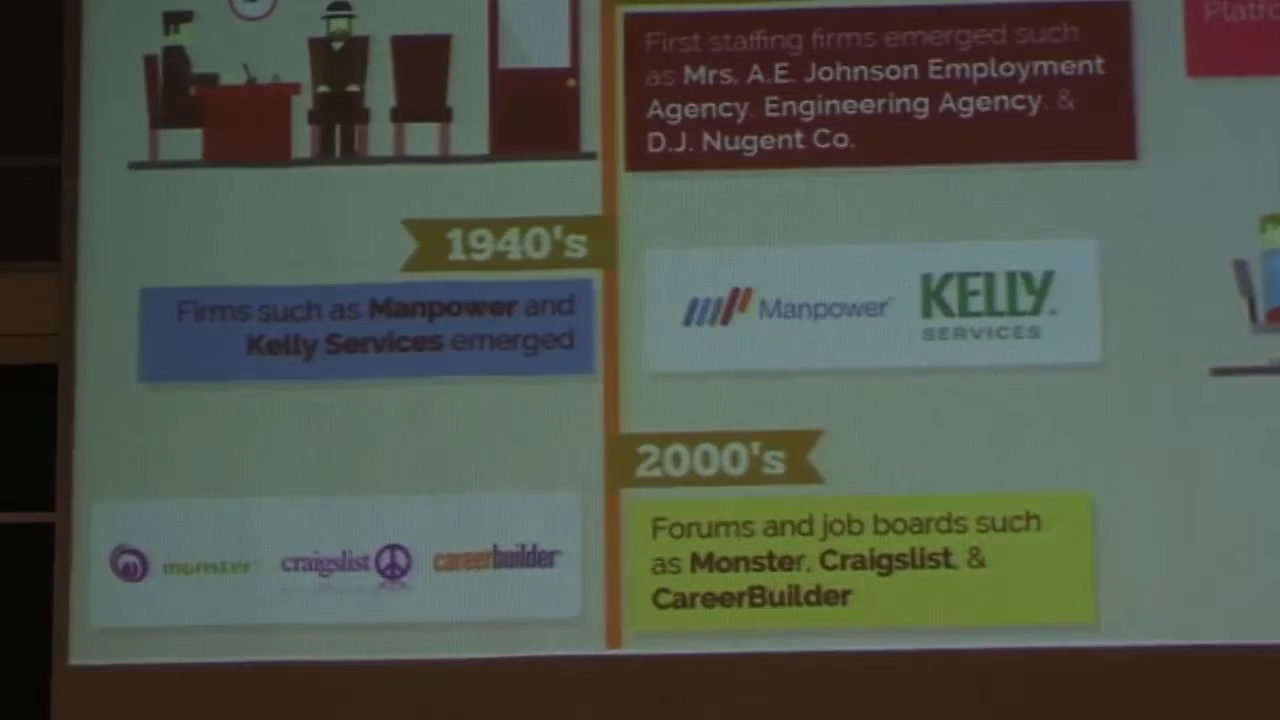 First staffing firms emerged such
as Mrs. A.E. Johnson Employment
Agency, Engineering Agency, &
D.J. Nugent Co.
1940's
Firms such as Manpower and
Kelly Services emerged
Manpower
KELLY
SERVICES
2000's
monster
craigslist
careerbuilder
Forums and job boards such
as Monster, Craigslist, &
CareerBuilder